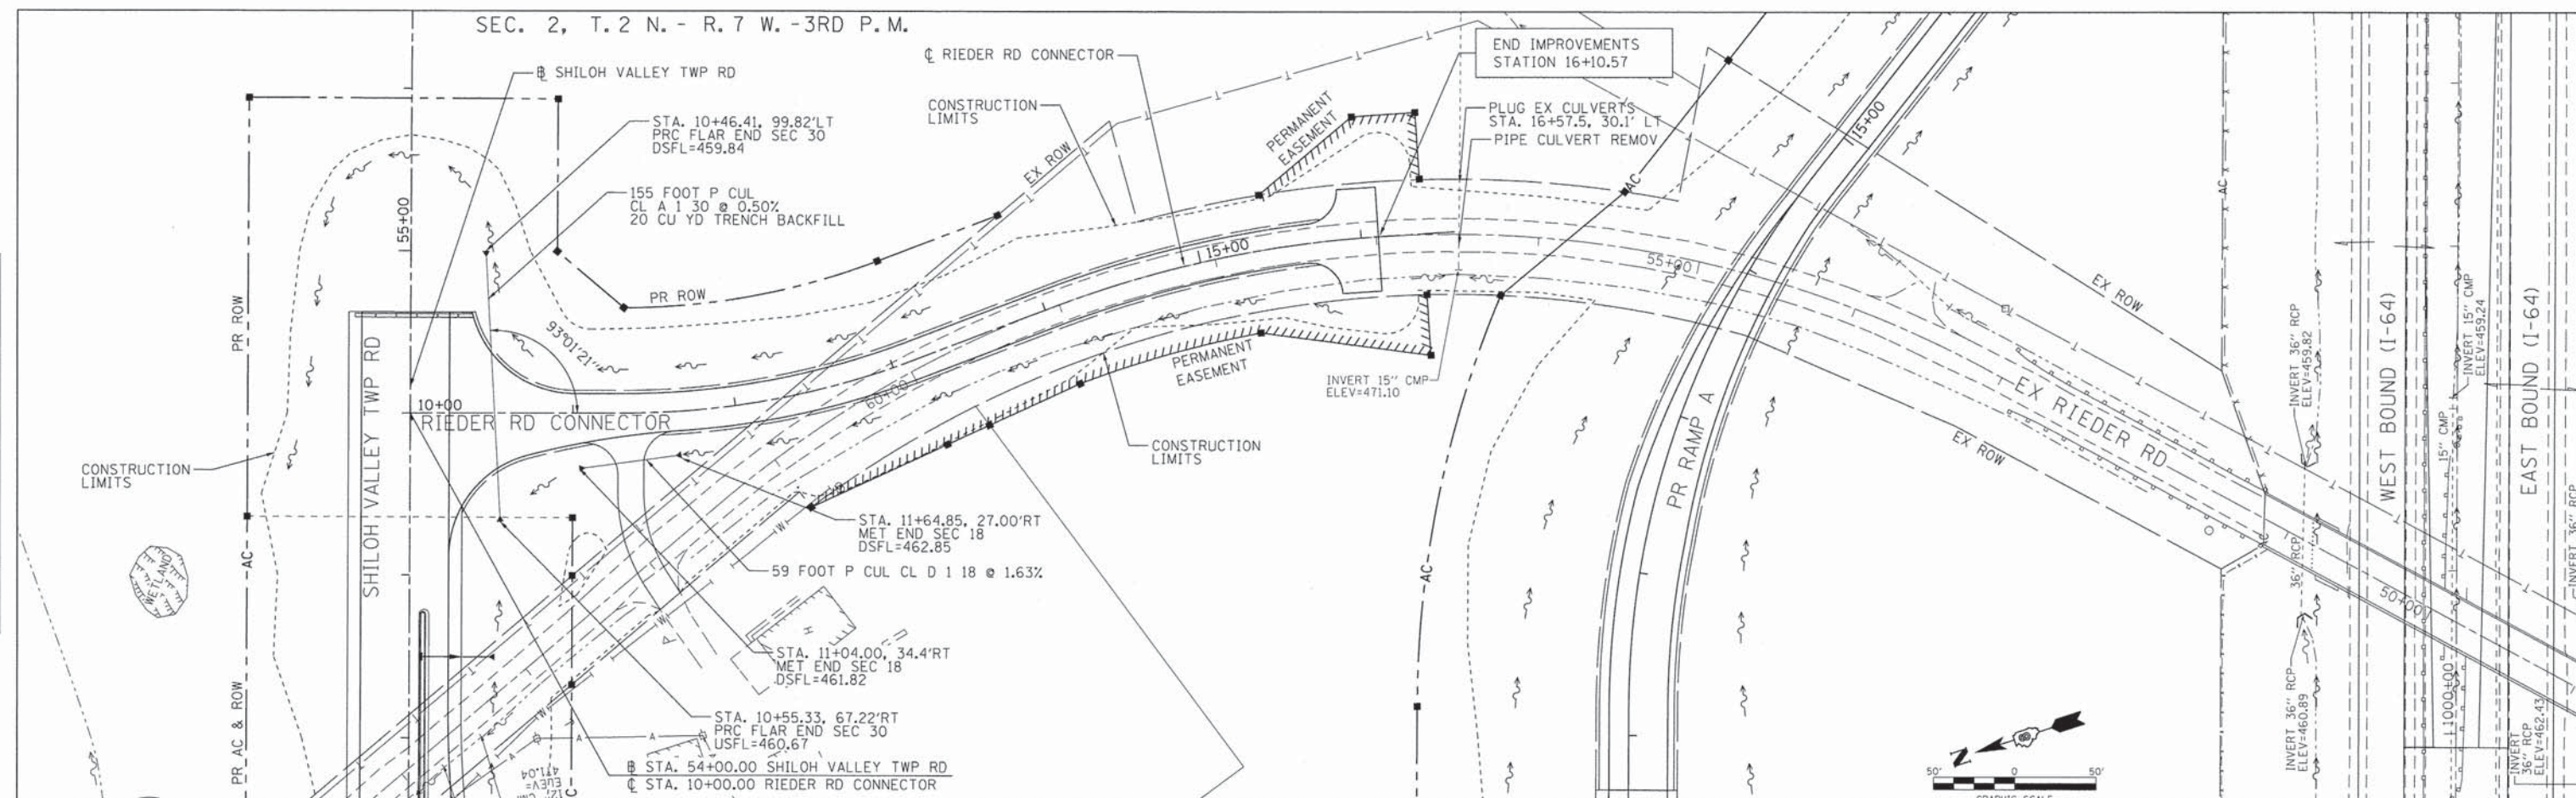 SEC. 2, T.2 N. - R.7 W. -3RD P.M.
℄ RIEDER RD CONNECTOR
END IMPROVEMENTS
STATION 16+10.57
SHILOH VALLEY TWP RD
CONSTRUCTION
LIMITS
PERMANENT
EASEMENT
PLUG EX CULVERTS
STA. 16+57.5, 30.1' LT
PIPE CULVERT REMOV
STA. 10+46.41, 99.82'LT
PRC FLAR END SEC 30
DSFL=459.84
155 FOOT P CUL
CL A 1 30 @ 0.50%
20 CU YD TRENCH BACKFILL
EX ROW
115+00
AC
AC
55+00
15+00
55+00
PR ROW
PR ROW
93°01'21"
EX ROW
INVERT 36" RCP
ELEV=459.82
WEST BOUND (I-64)
INVERT 15" CMP
ELEV=459.24
EAST BOUND (I-64)
PERMANENT
EASEMENT
INVERT 15" CMP
ELEV=471.10
60+00
10+00
RIEDER RD CONNECTOR
SHILOH VALLEY TWP RD
CONSTRUCTION
LIMITS
CONSTRUCTION
LIMITS
PR RAMP A
EX RIEDER RD
EX ROW
15" CMP
STA. 11+64.85, 27.00'RT
MET END SEC 18
DSFL=462.85
59 FOOT P CUL CL D 1 18 @ 1.63%
WETLAND
AC
AC
W
W
W
P
H
36" RCP
50+00
INVERT 36" RCP
STA. 11+04.00, 34.4'RT
MET END SEC 18
DSFL=461.82
STA. 10+55.33, 67.22'RT
PRC FLAR END SEC 30
USFL=460.67
A
A
A
STA. 54+00.00 SHILOH VALLEY TWP RD
℄ STA. 10+00.00 RIEDER RD CONNECTOR
PR AC & ROW
ELEV=
471.04
N
50'
0
50'
GRAPHIC SCALE
INVERT 36" RCP
ELEV=460.89
1000+00
INVERT
36" RCP
ELEV=462.43